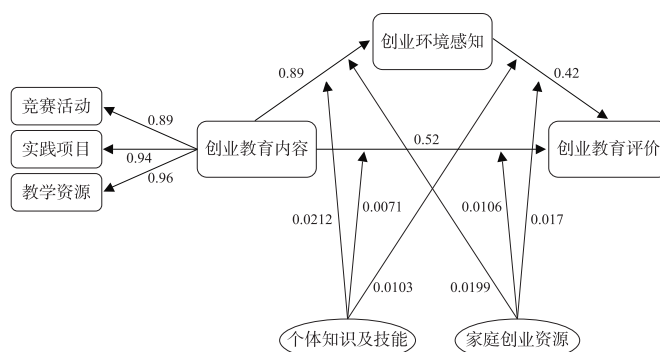 创业环境感知
0.89
0.42
竞赛活动
0.89
实践项目
0.94
教学资源
0.96
创业教育内容
0.52
创业教育评价
0.0212
0.0071
0.0106
0.017
0.0103
0.0199
个体知识及技能
家庭创业资源